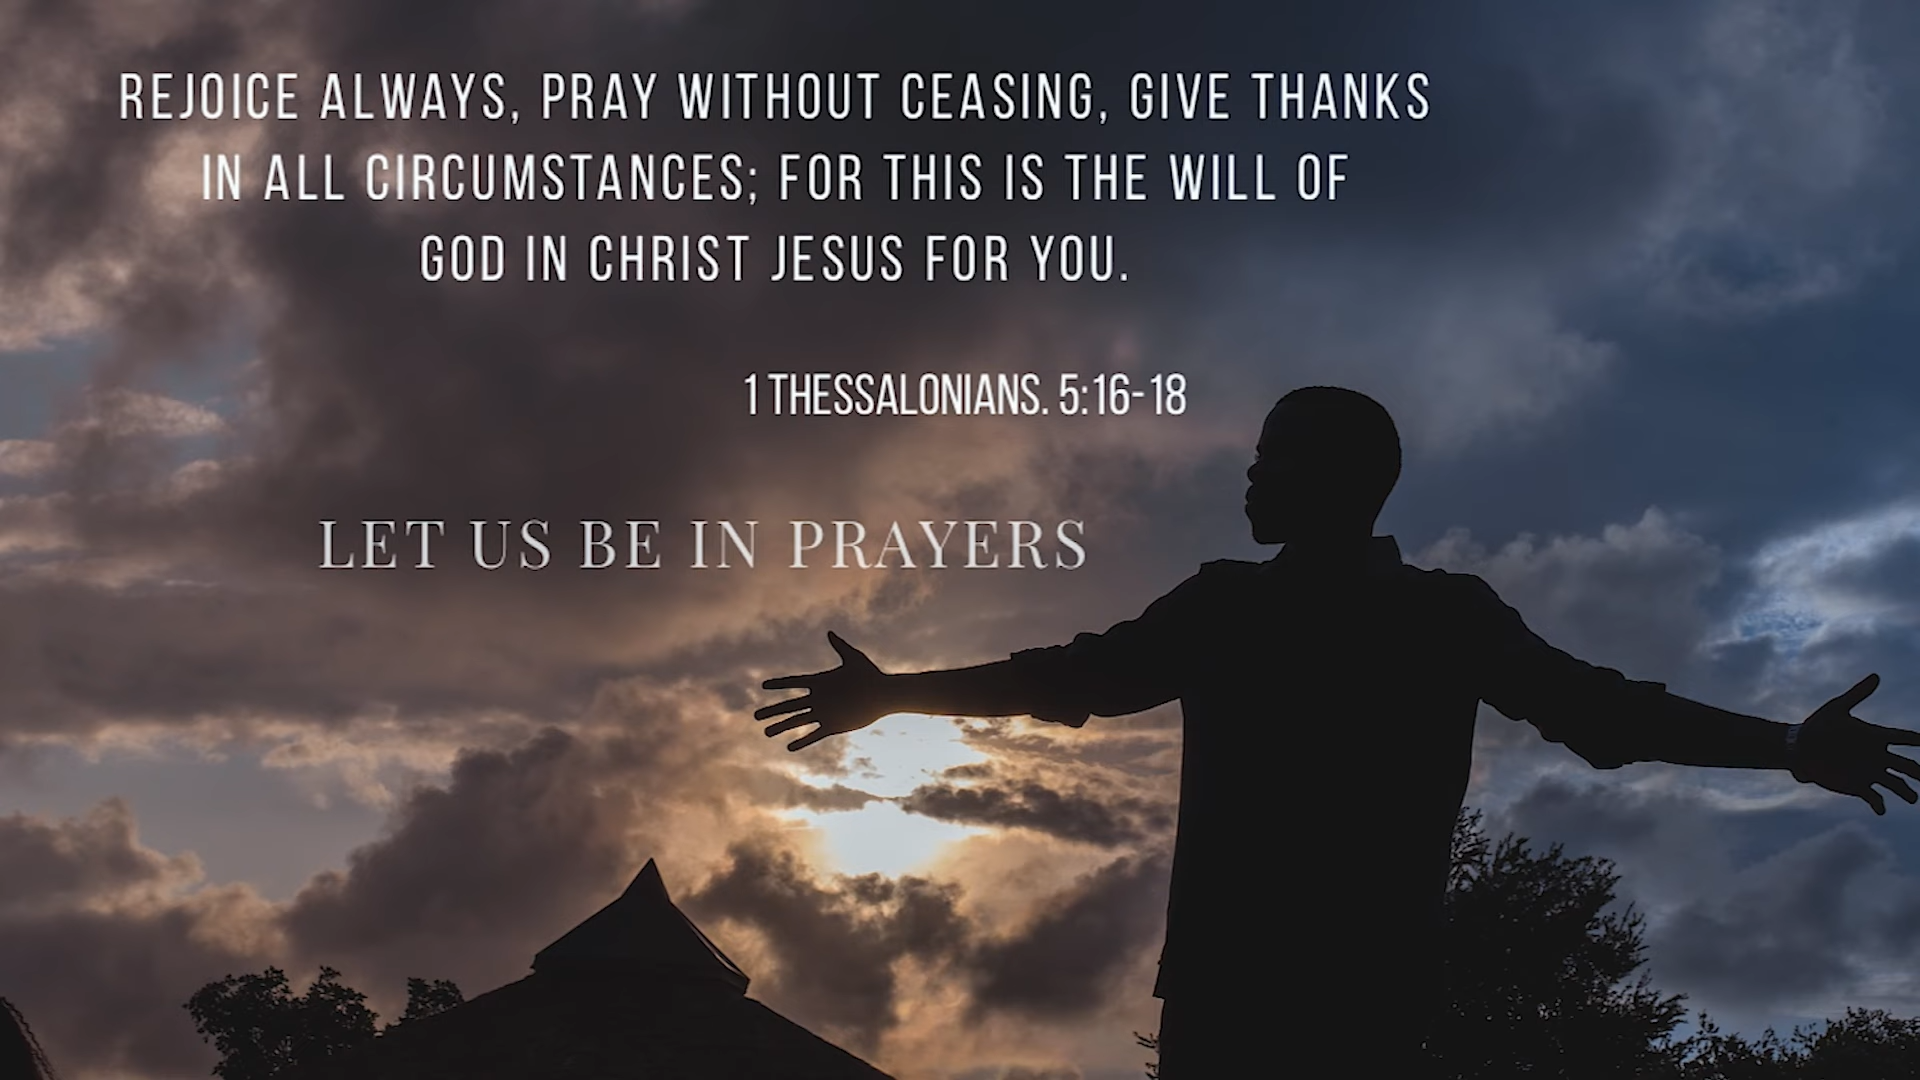 REJOICE ALWAYS, PRAY WITHOUT CEASING, GIVE THANKS
IN ALL CIRCUMSTANCES; FOR THIS IS THE WILL OF
GOD IN CHRIST JESUS FOR YOU.
1 THESSALONIANS. 5:16-18
LET US BE IN PRAYERS